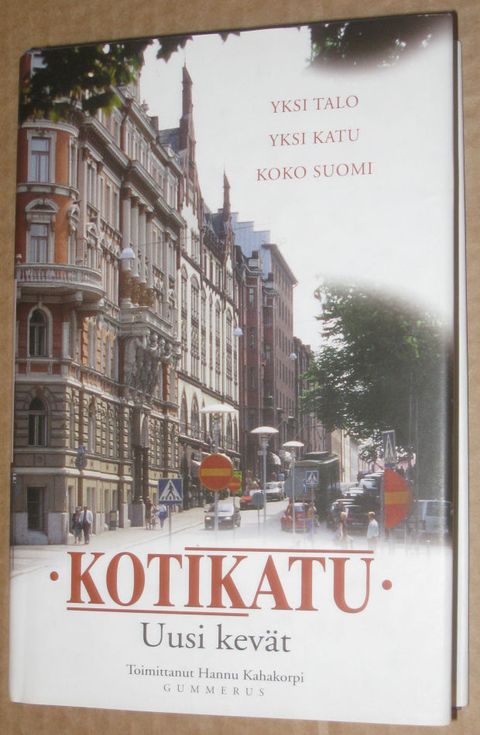 YKSI TALO
YKSI KATU
KOKO SUOMI
·KOTIKATU·
Uusi kevät
Toimittanut Hannu Kahakorpi
GUMMERUS